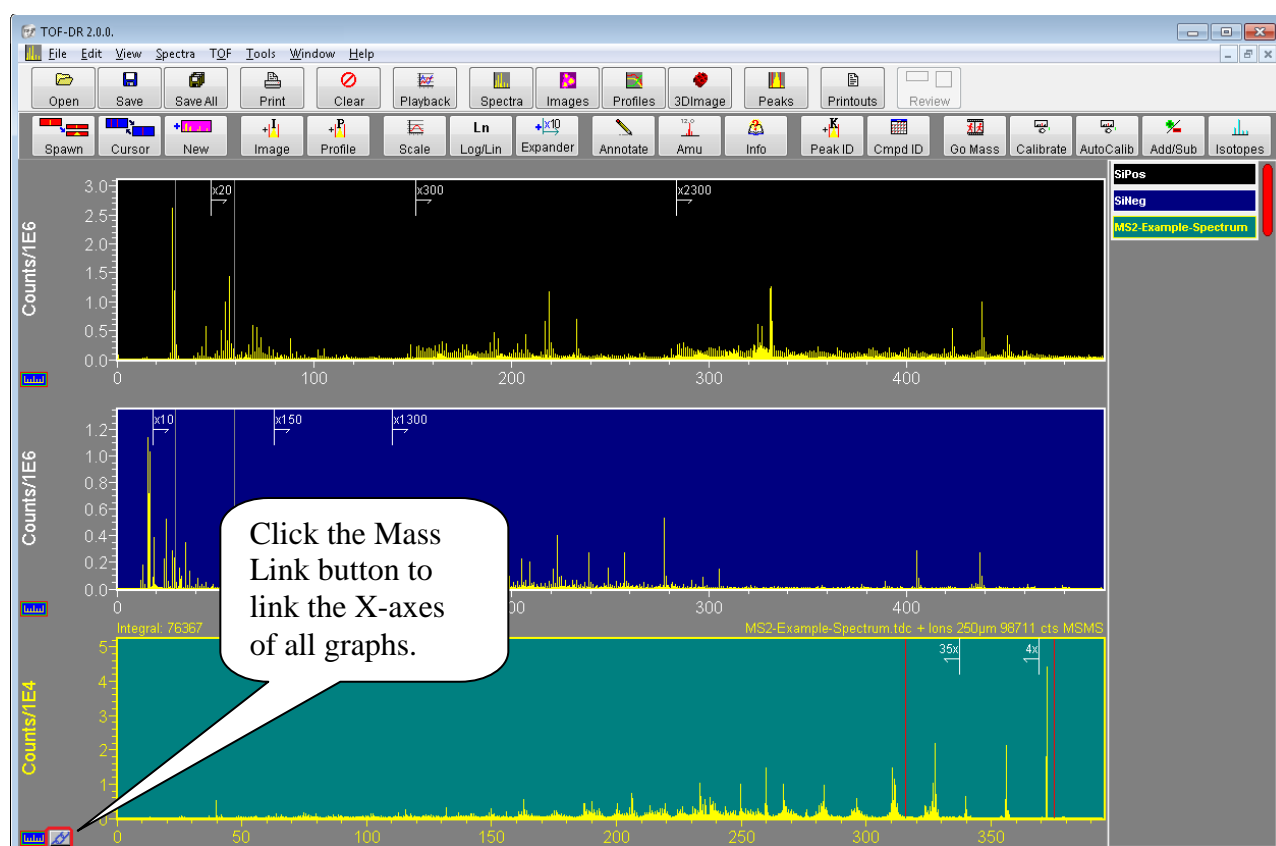 TOF-DR 2.0.0.
File Edit View Spectra TOF Tools Window Help
Open Save Save All Print Clear Playback Spectra Images Profiles 3DImage Peaks Printouts Review
Spawn Cursor New Image Profile Scale Log/Lin Expander Annotate Amu Info Peak ID Cmpd ID Go Mass Calibrate AutoCalib Add/Sub Isotopes
SiPos
SiNeg
MS2-Example-Spectrum
Counts/1E6
3.0
2.5
2.0
1.5
1.0
0.5
0.0
x20 x300 x2300
0 100 200 300 400
Counts/1E6
1.2
1.0
0.8
0.6
0.4
0.2
0.0
x10 x150 x1300
0 00 300 400
Click the Mass
Link button to
link the X-axes
of all graphs.
Integral: 76367 MS2-Example-Spectrum.tdc + Ions 250µm 98711 cts MSMS
Counts/1E4
5
4
3
2
1
0
35x 4x
0 50 100 150 200 250 300 350